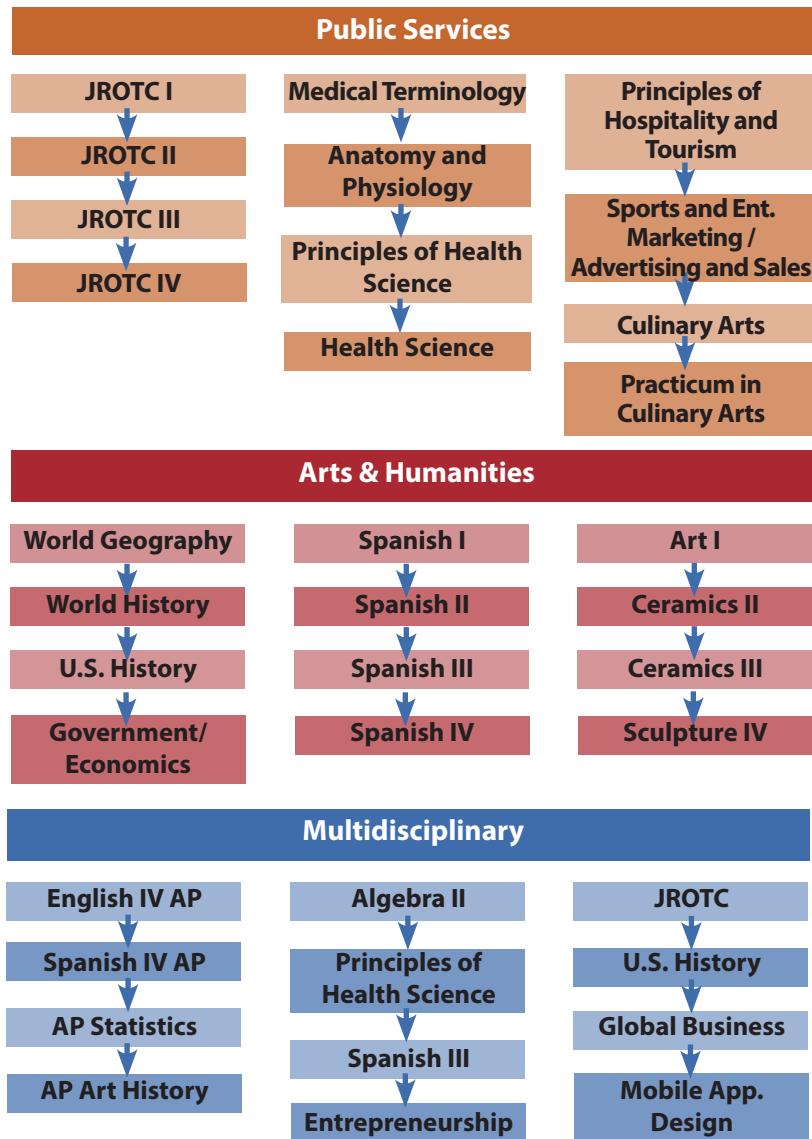 Public Services
JROTC I
JROTC II
JROTC III
JROTC IV
Medical Terminology
Anatomy and
Physiology
Principles of Health
Science
Health Science
Principles of
Hospitality and
Tourism
Sports and Ent.
Marketing /
Advertising and Sales
Culinary Arts
Practicum in
Culinary Arts
Arts & Humanities
World Geography
World History
U.S. History
Government/
Economics
Spanish I
Spanish II
Spanish III
Spanish IV
Art I
Ceramics II
Ceramics III
Sculpture IV
Multidisciplinary
English IV AP
Spanish IV AP
AP Statistics
AP Art History
Algebra II
Principles of
Health Science
Spanish III
Entrepreneurship
JROTC
U.S. History
Global Business
Mobile App.
Design